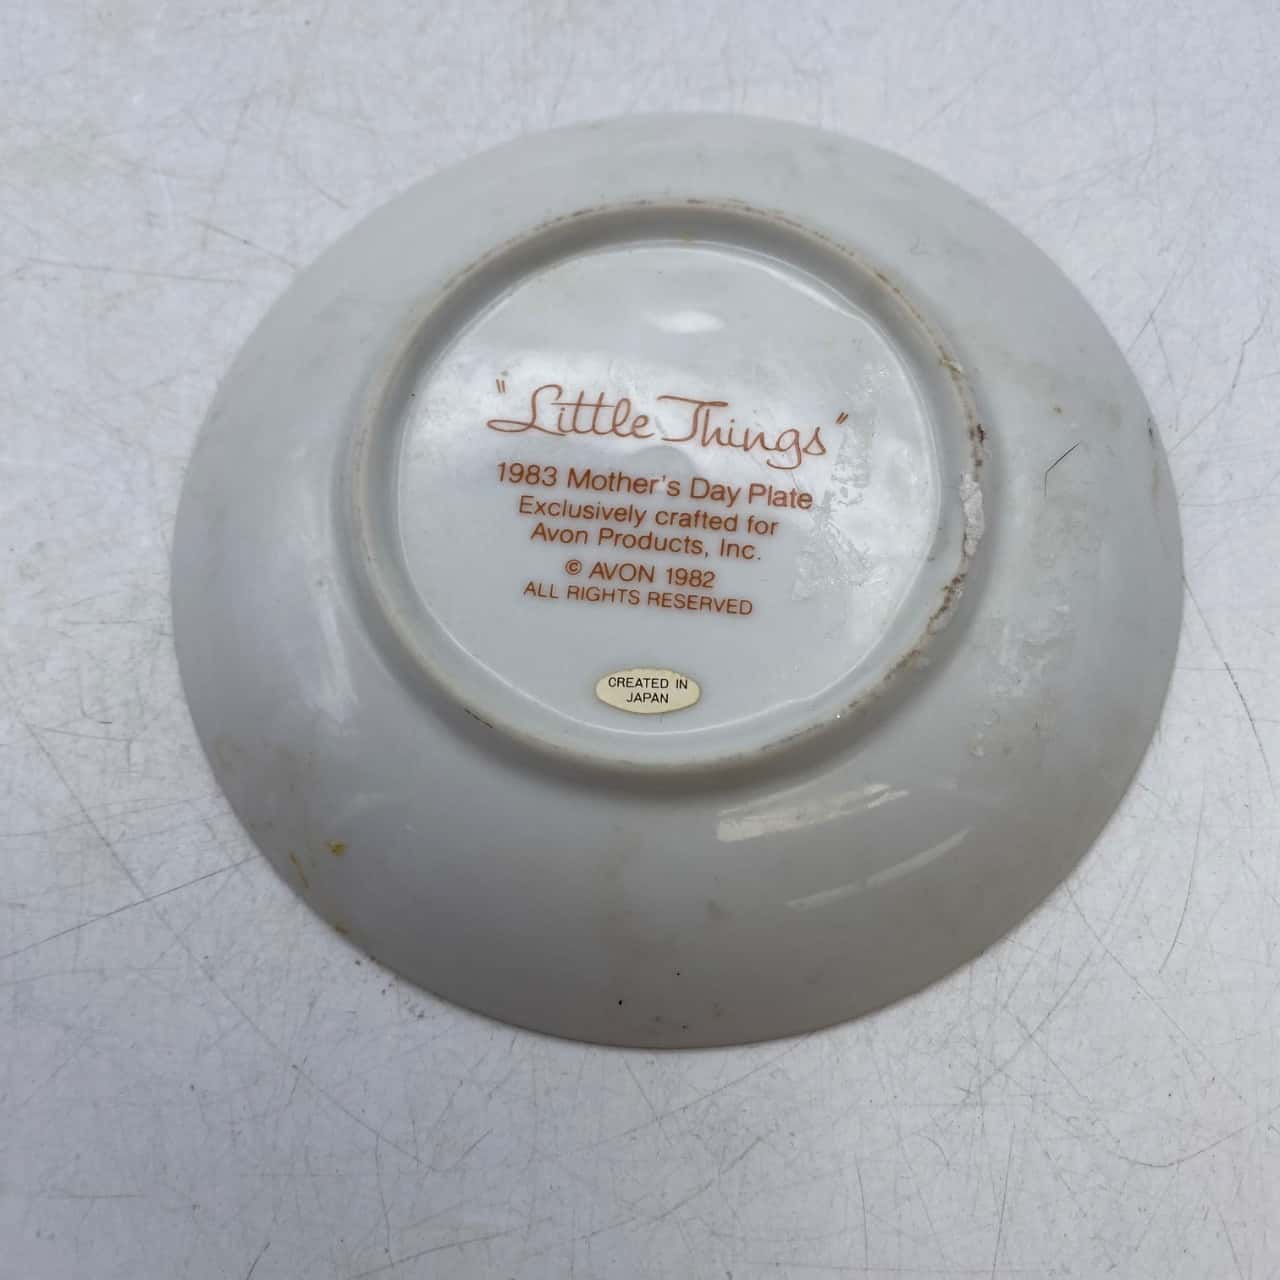 "Little Things"
1983 Mother's Day Plate
Exclusively crafted for
Avon Products, Inc.
© AVON 1982
ALL RIGHTS RESERVED
CREATED IN
JAPAN